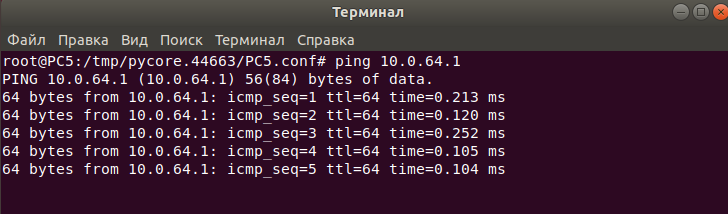 Терминал
Файл Правка Вид Поиск Терминал Справка
root@PC5:/tmp/pycore.44663/PC5.conf# ping 10.0.64.1
PING 10.0.64.1 (10.0.64.1) 56(84) bytes of data.
64 bytes from 10.0.64.1: icmp_seq=1 ttl=64 time=0.213 ms
64 bytes from 10.0.64.1: icmp_seq=2 ttl=64 time=0.120 ms
64 bytes from 10.0.64.1: icmp_seq=3 ttl=64 time=0.252 ms
64 bytes from 10.0.64.1: icmp_seq=4 ttl=64 time=0.105 ms
64 bytes from 10.0.64.1: icmp_seq=5 ttl=64 time=0.104 ms